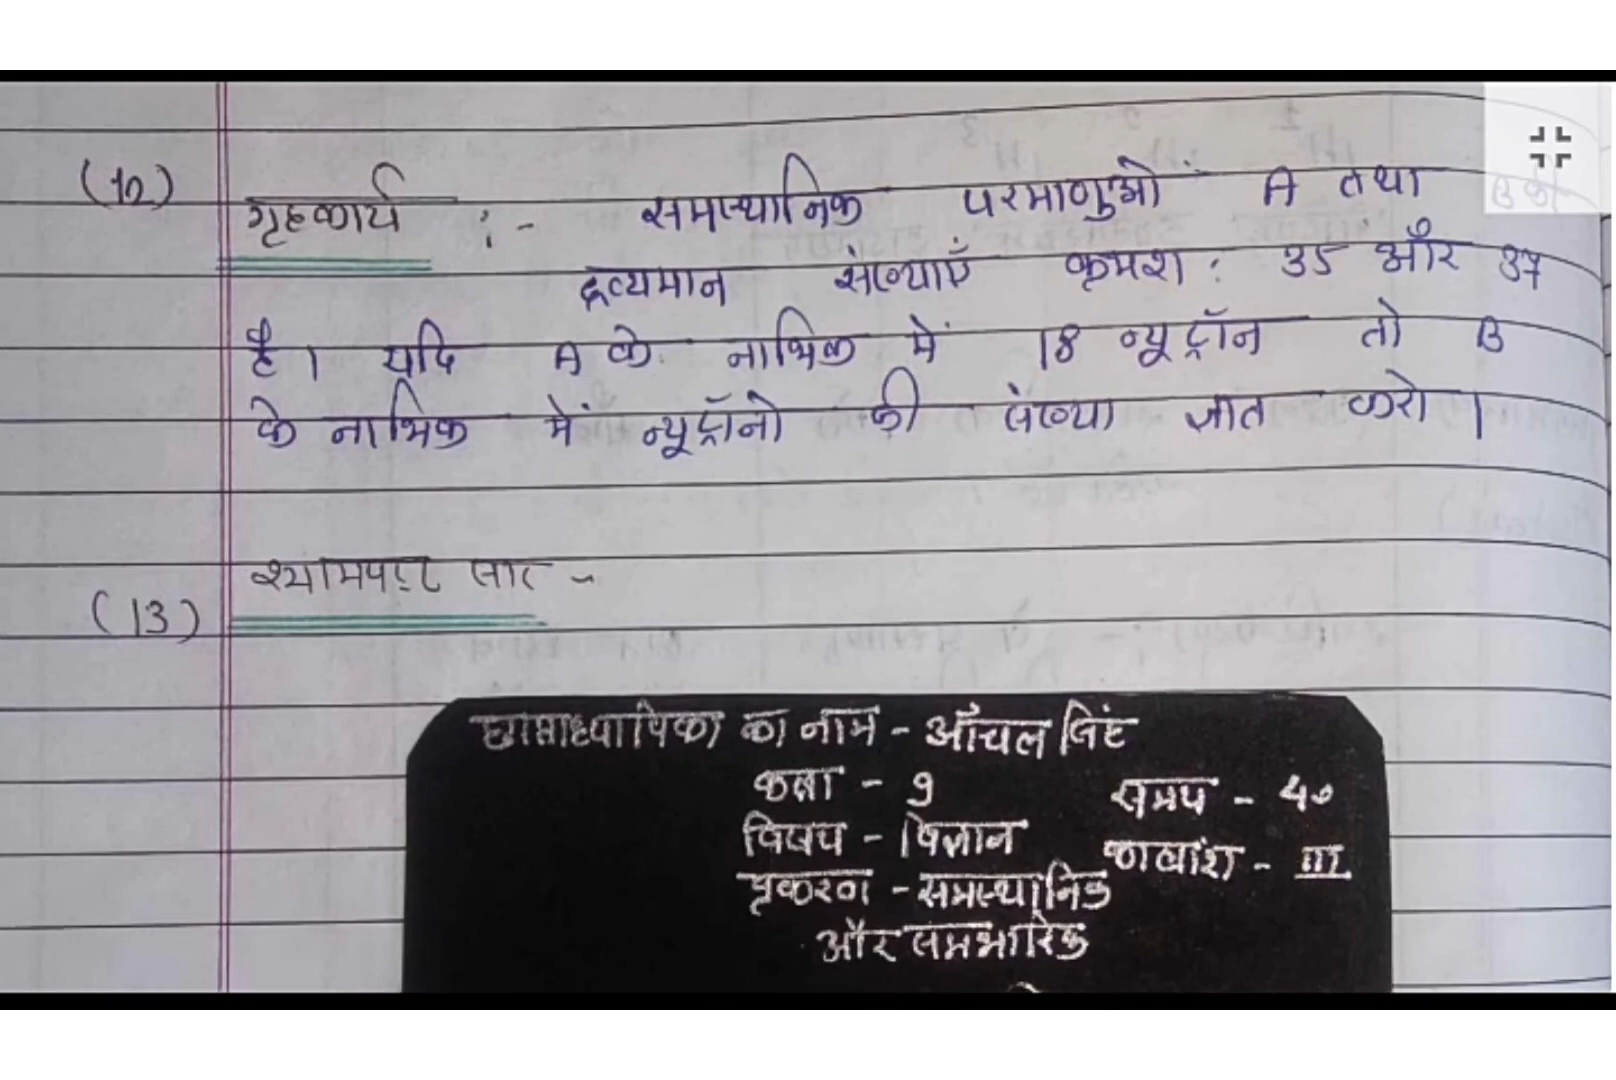 (12) गृहकार्य :- समस्थानिक परमाणुओं A तथा B की
द्रव्यमान संख्याएँ क्रमश: 35 और 37
है। यदि A के नाभिक में 18 न्यूट्रॉन तो B
के नाभिक में न्यूट्रॉनो की संख्या ज्ञात करो।
(13) श्यामपट्ट सार -
छात्राध्यापिका का नाम - आँचल सिंह
कक्षा - 9 समय - 40
विषय - विज्ञान कालांश - III
प्रकरण - समस्थानिक
और समभारिक